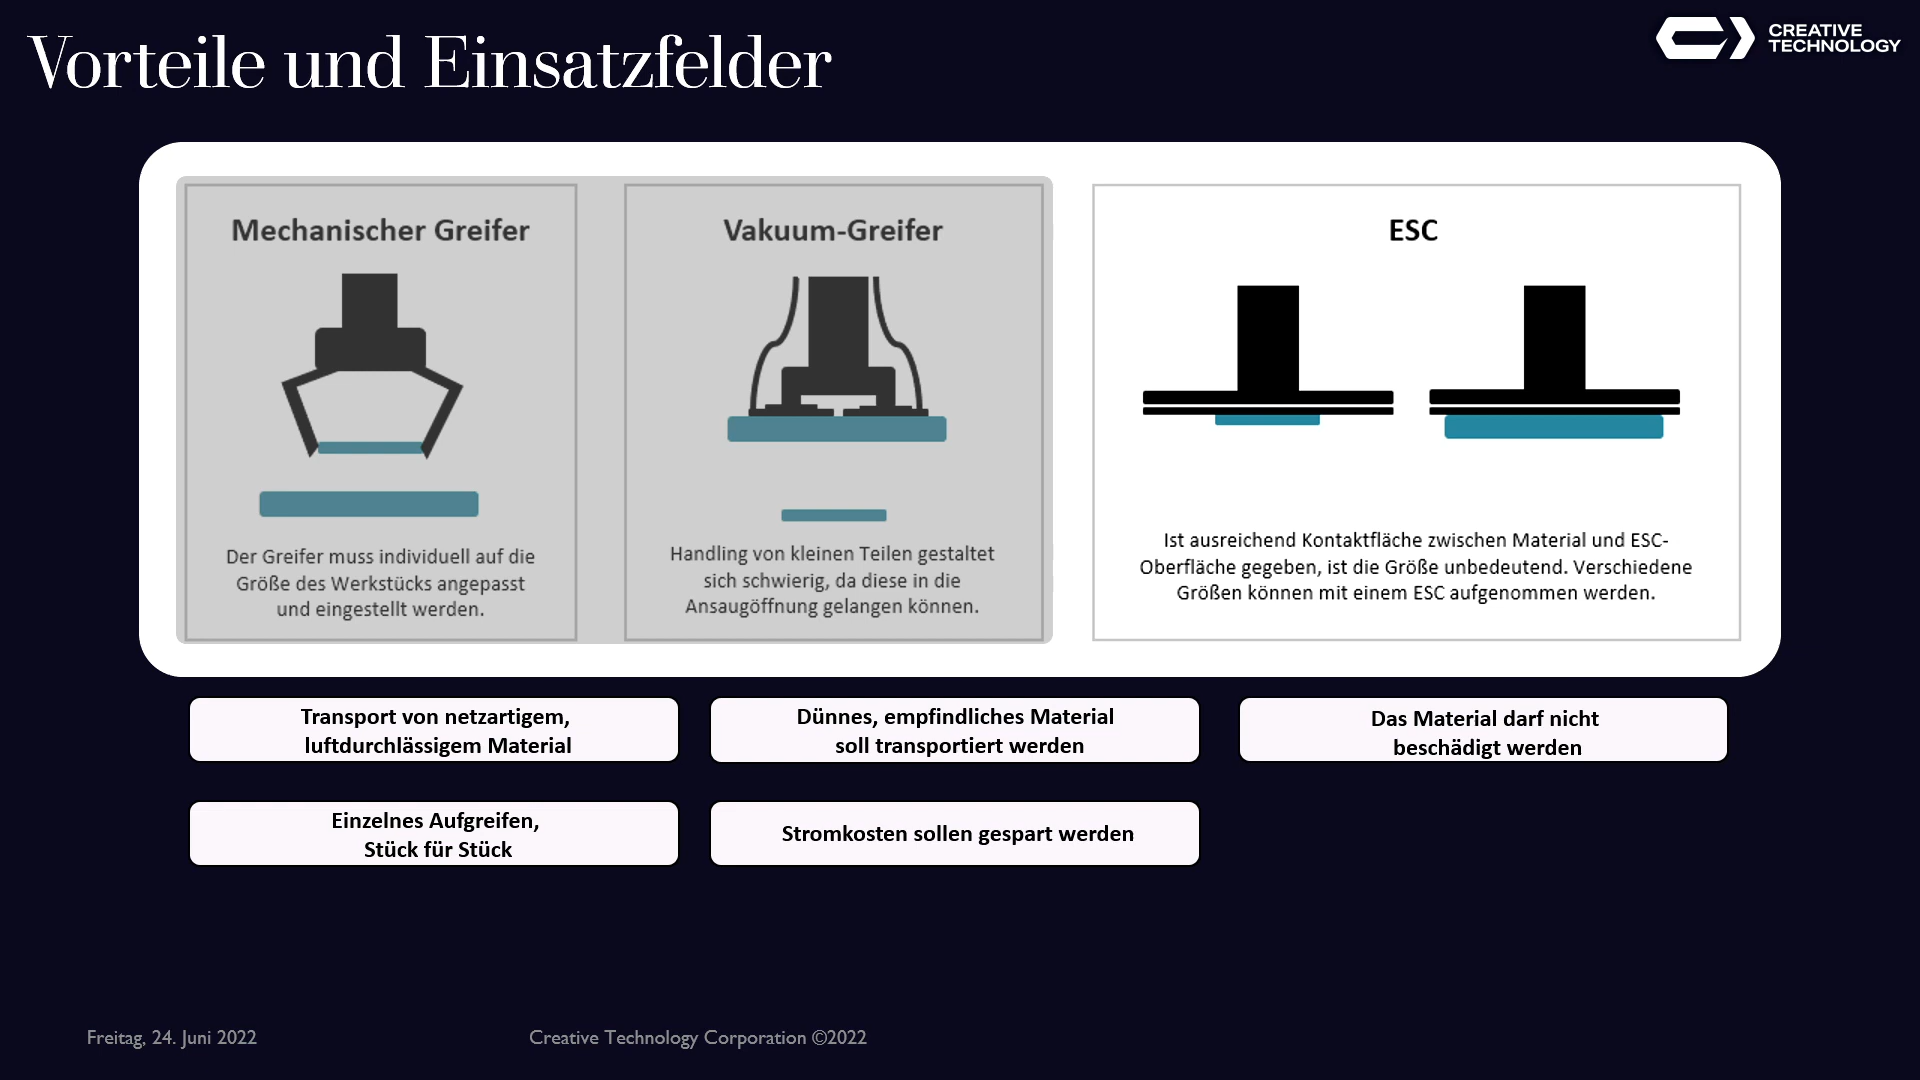 Vorteile und Einsatzfelder
CREATIVE
TECHNOLOGY
Mechanischer Greifer
Der Greifer muss individuell auf die
Größe des Werkstücks angepasst
und eingestellt werden.
Vakuum-Greifer
Handling von kleinen Teilen gestaltet
sich schwierig, da diese in die
Ansaugöffnung gelangen können.
ESC
Ist ausreichend Kontaktfläche zwischen Material und ESC-
Oberfläche gegeben, ist die Größe unbedeutend. Verschiedene
Größen können mit einem ESC aufgenommen werden.
Transport von netzartigem,
luftdurchlässigem Material
Dünnes, empfindliches Material
soll transportiert werden
Das Material darf nicht
beschädigt werden
Einzelnes Aufgreifen,
Stück für Stück
Stromkosten sollen gespart werden
Freitag, 24. Juni 2022
Creative Technology Corporation ©2022